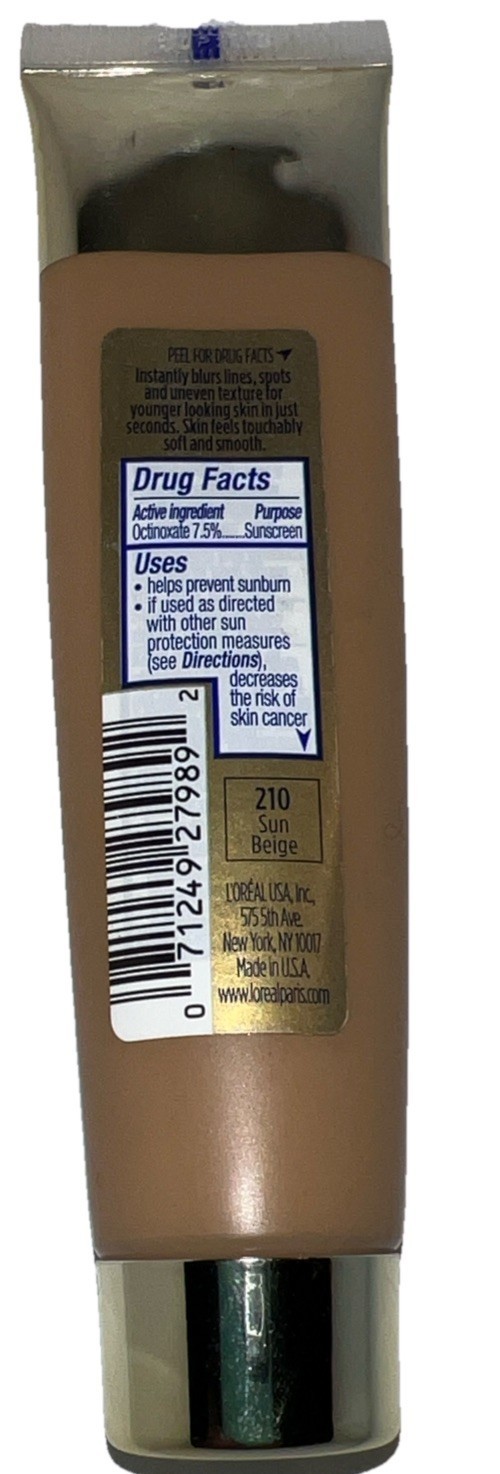 PEEL FOR DRUG FACTS
Instantly blurs lines, spots
and uneven texture for
younger looking skin in just
seconds. Skin feels touchably
soft and smooth.
Drug Facts
Active ingredient Purpose
Octinoxate 7.5%......Sunscreen
Uses
• helps prevent sunburn
• if used as directed
with other sun
protection measures
(see Directions),
decreases
the risk of
skin cancer
0 71249 27989 2
210
Sun
Beige
L'ORÉAL USA, Inc.,
575 5th Ave.
New York, NY 10017
Made in U.S.A.
www.lorealparis.com